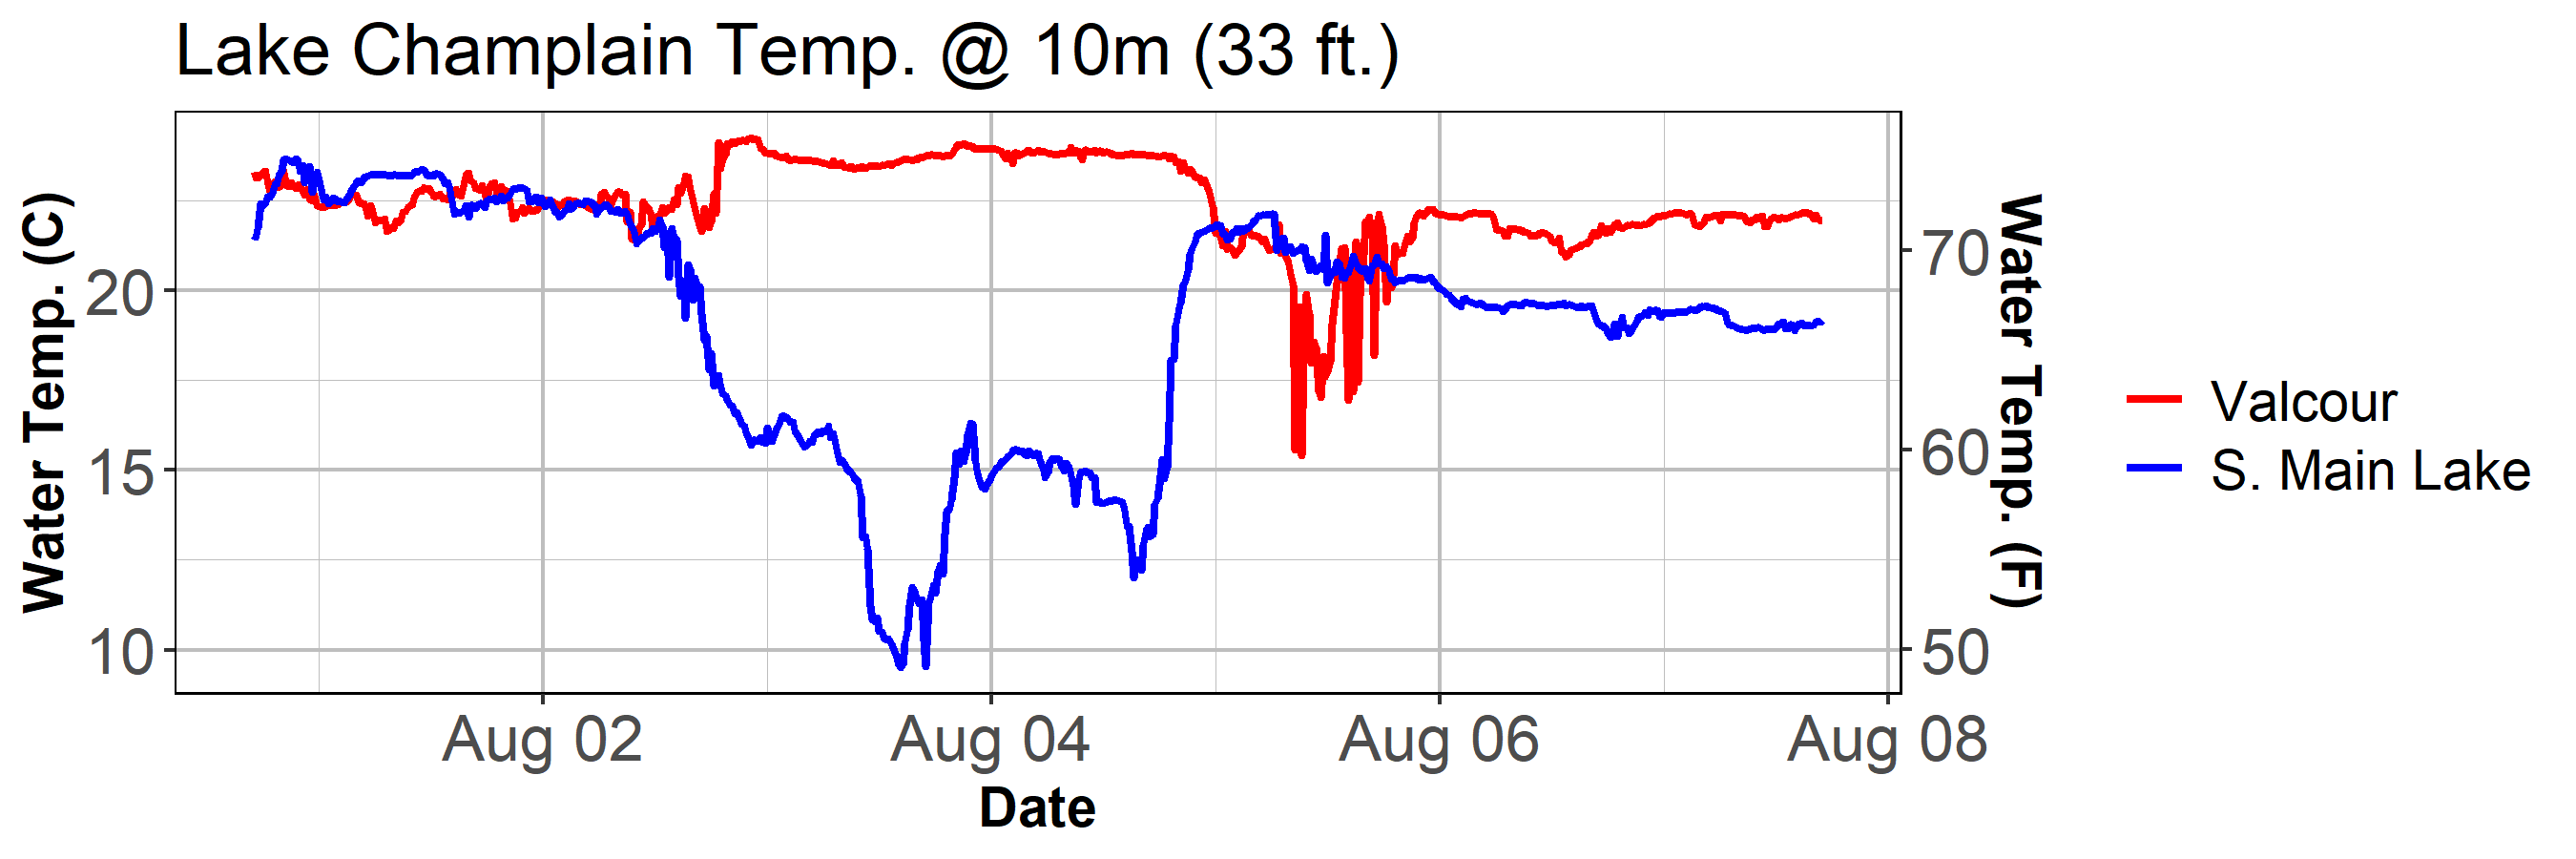 Lake Champlain Temp. @ 10m (33 ft.)
Water Temp. (C)
20
15
10
70
60
50
Water Temp. (F)
Aug 02
Aug 04
Aug 06
Aug 08
Date
Valcour
S. Main Lake